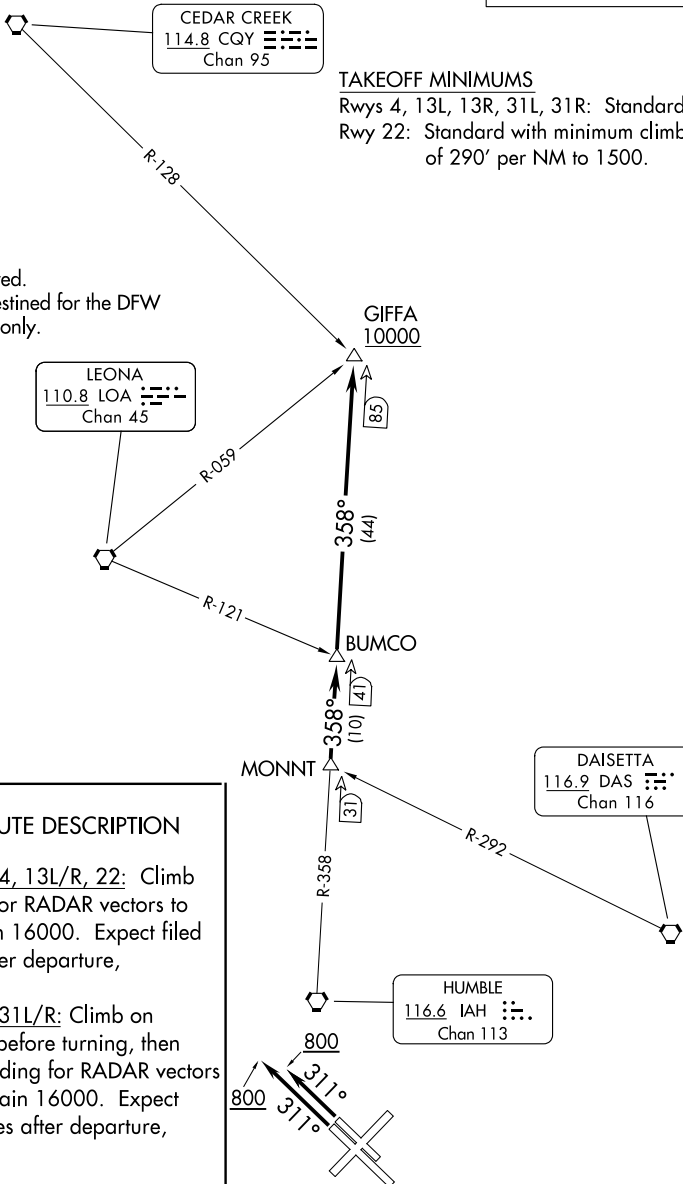 CEDAR CREEK
114.8 CQY
Chan 95
TAKEOFF MINIMUMS
Rwys 4, 13L, 13R, 31L, 31R: Standard
Rwy 22: Standard with minimum climb
of 290' per NM to 1500.
R-128
ed.
estined for the DFW
only.
GIFFA
10000
LEONA
110.8 LOA
Chan 45
85
R-059
358°
(44)
R-121
BUMCO
41
358°
(10)
MONNT
31
DAISETTA
116.9 DAS
Chan 116
R-292
R-358
UTE DESCRIPTION
4, 13L/R, 22: Climb
or RADAR vectors to
n 16000. Expect filed
er departure,
31L/R: Climb on
before turning, then
ding for RADAR vectors
ain 16000. Expect
es after departure,
HUMBLE
116.6 IAH
Chan 113
800
311°
800
311°